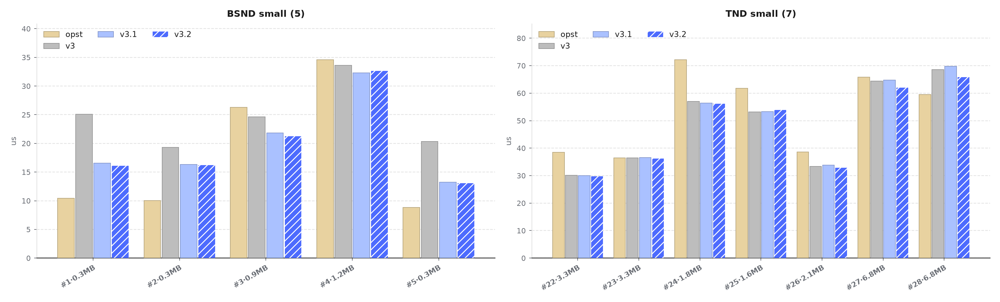 BSND small (5)
opst v3.1 v3.2
v3
us
40
35
30
25
20
15
10
5
0
#1·0.3MB
#2·0.3MB
#3·0.9MB
#4·1.2MB
#5·0.3MB
TND small (7)
opst v3.1 v3.2
v3
us
80
70
60
50
40
30
20
10
0
#22·3.3MB
#23·3.3MB
#24·1.8MB
#25·1.6MB
#26·2.1MB
#27·6.8MB
#28·6.8MB